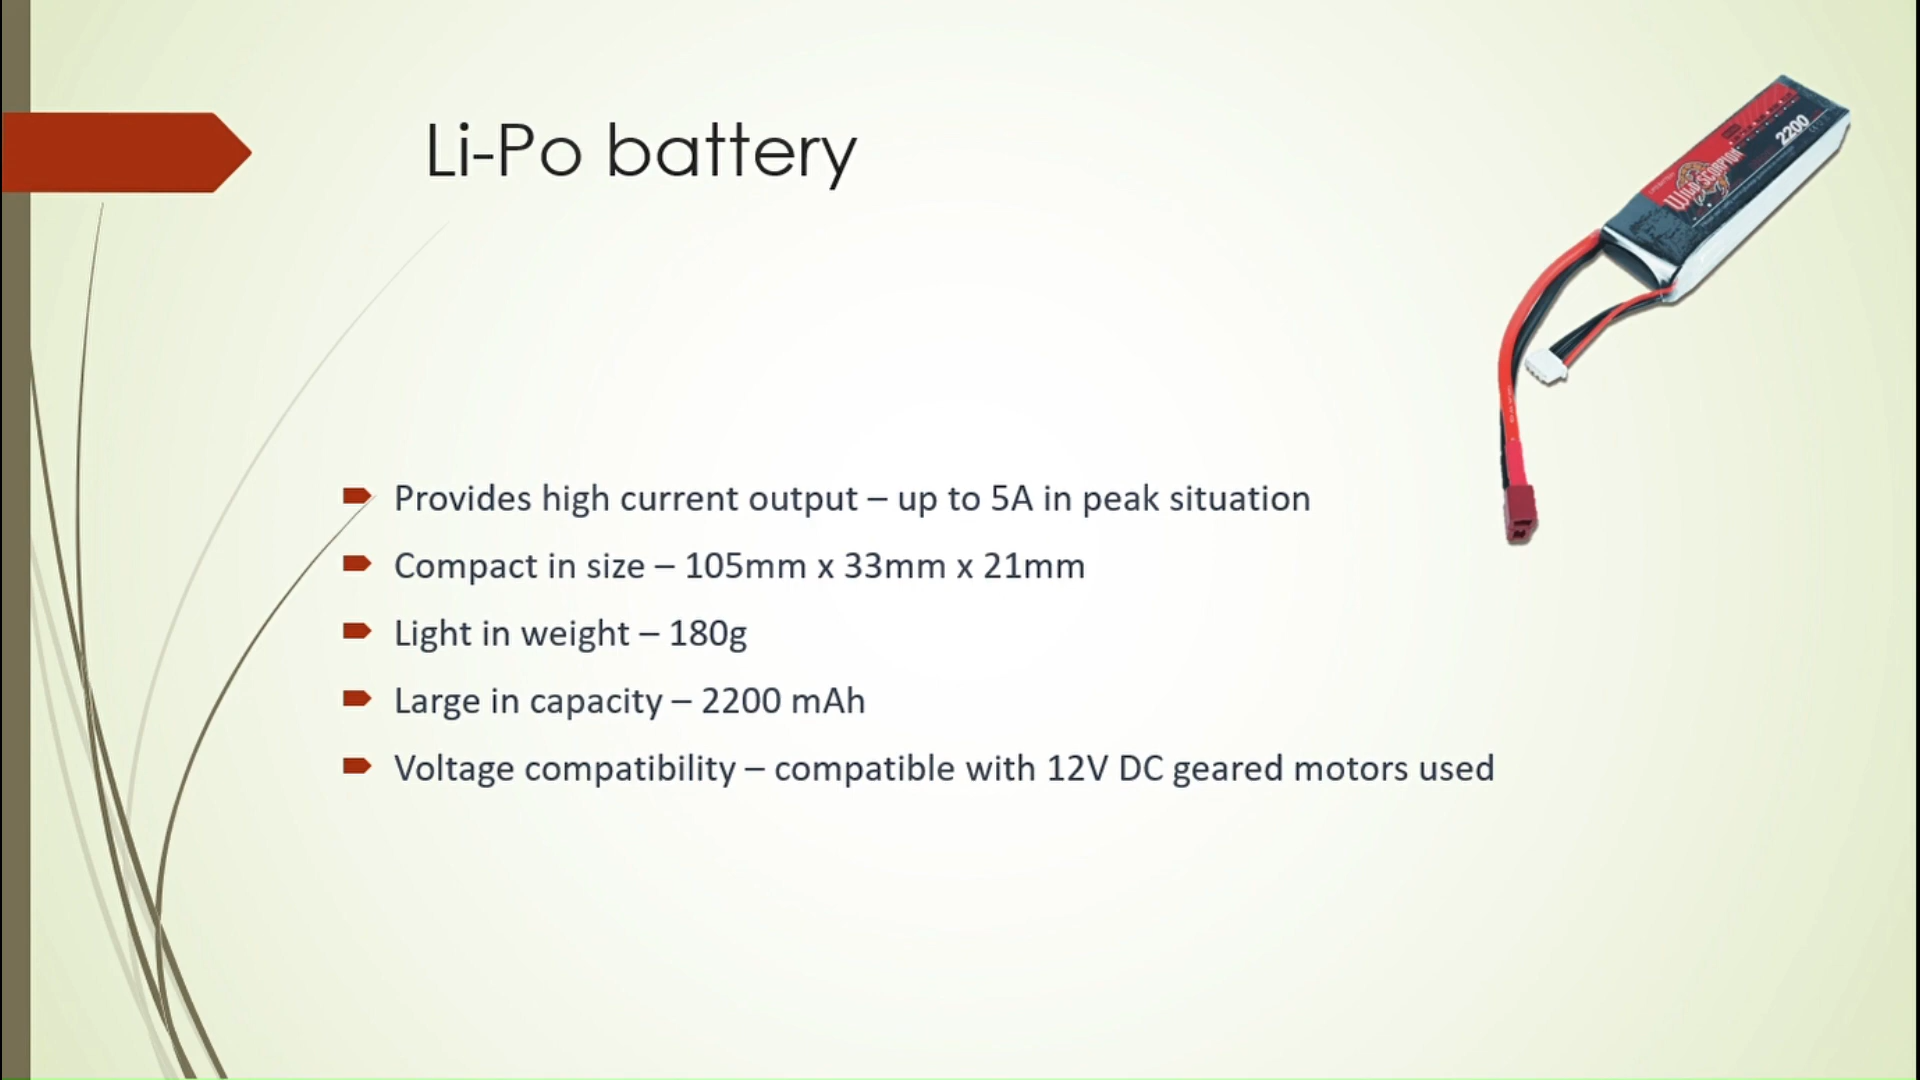 Li-Po battery
2200
WILD SCORPION
Provides high current output – up to 5A in peak situation
Compact in size – 105mm x 33mm x 21mm
Light in weight – 180g
Large in capacity – 2200 mAh
Voltage compatibility – compatible with 12V DC geared motors used